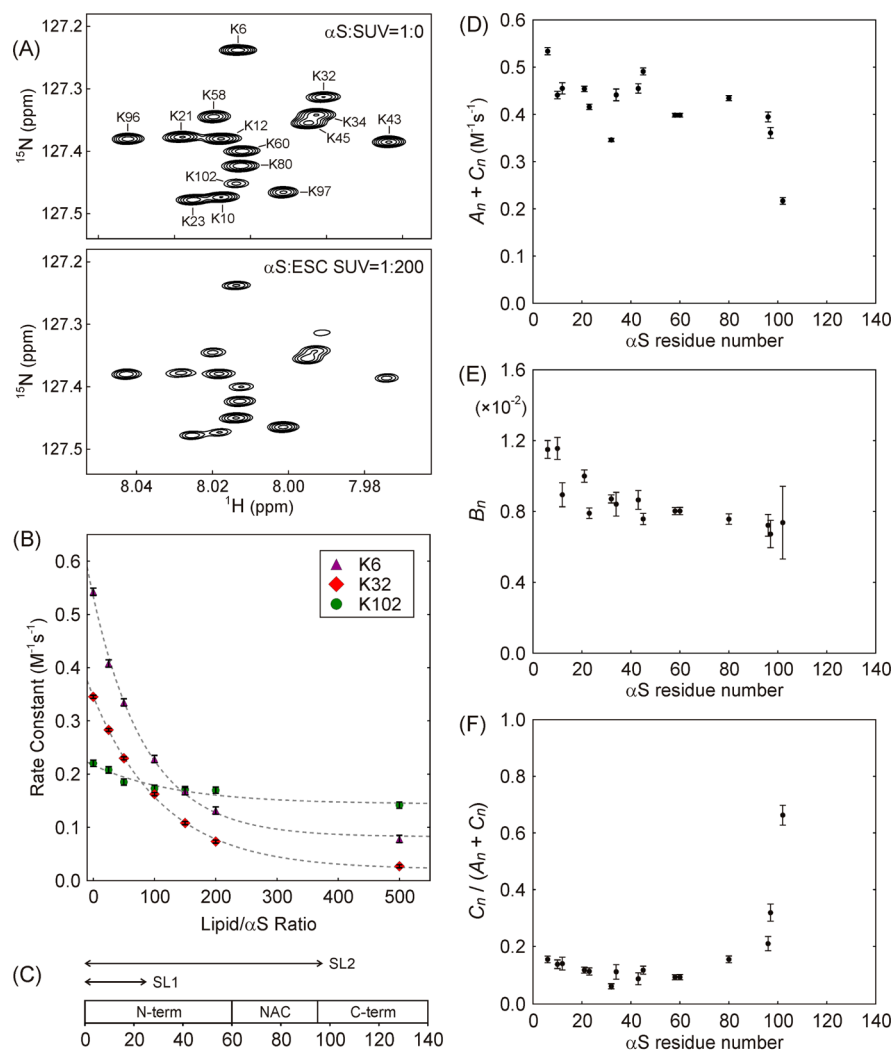 (A)
αS:SUV=1:0
127.2
127.3
127.4
127.5
¹⁵N (ppm)
K6
K32
K58
K34
K96
K21
K12
K45
K43
K60
K80
K102
K97
K23
K10
αS:ESC SUV=1:200
127.2
127.3
127.4
127.5
¹⁵N (ppm)
8.04
8.02
8.00
7.98
¹H (ppm)
(B)
0.6
0.5
0.4
0.3
0.2
0.1
0.0
Rate Constant (M⁻¹s⁻¹)
K6
K32
K102
0
100
200
300
400
500
Lipid/αS Ratio
(C)
SL2
SL1
N-term
NAC
C-term
0
20
40
60
80
100
120
140
(D)
0.6
0.5
0.4
0.3
0.2
0.1
0.0
Aₙ + Cₙ (M⁻¹s⁻¹)
0
20
40
60
80
100
120
140
αS residue number
(E)
(×10⁻²)
1.6
1.2
0.8
0.4
0.0
Bₙ
0
20
40
60
80
100
120
140
αS residue number
(F)
1.0
0.8
0.6
0.4
0.2
0.0
Cₙ / (Aₙ + Cₙ)
0
20
40
60
80
100
120
140
αS residue number